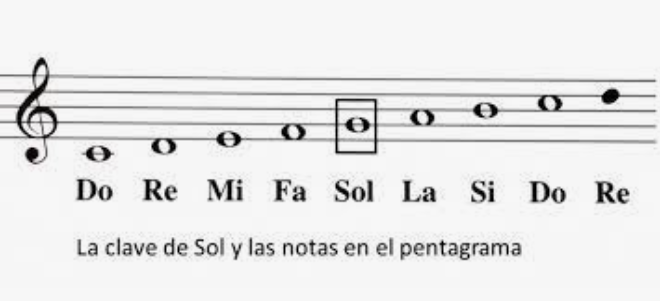 Do Re Mi Fa Sol La Si Do Re
La clave de Sol y las notas en el pentagrama